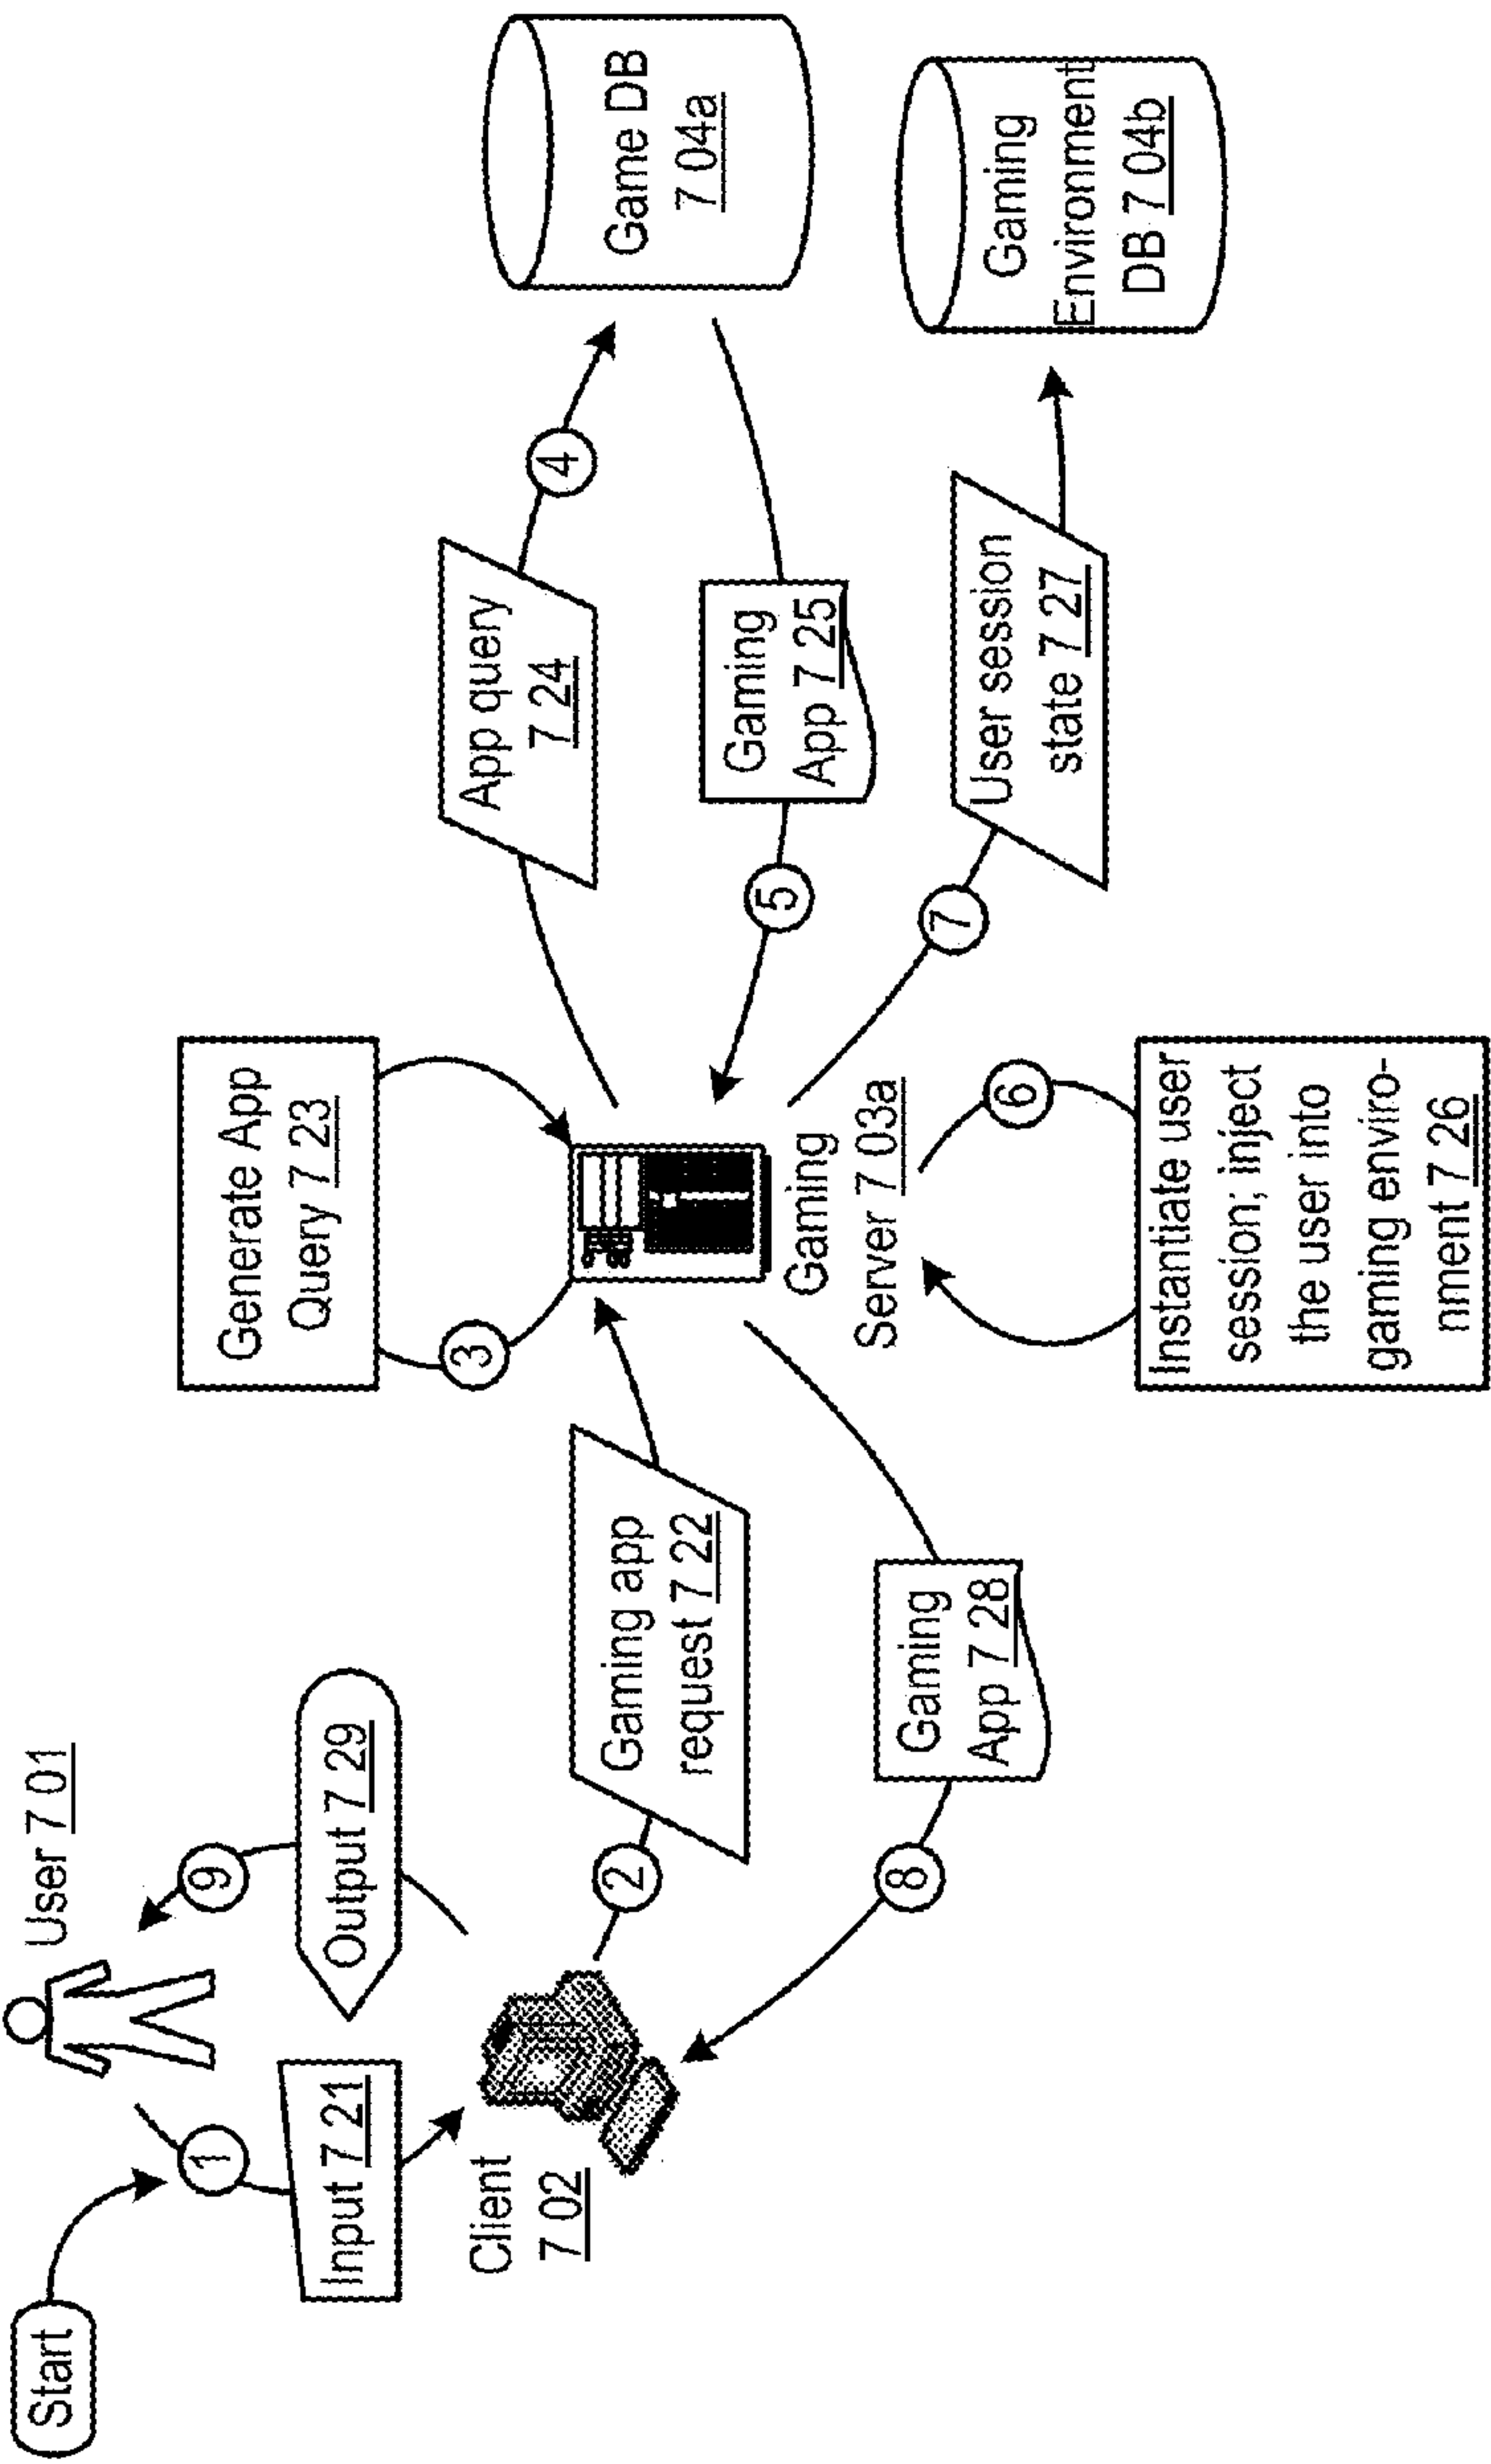 Start
1
Input 7 21
User 7 01
9
Output 7 29
Client
7 02
2
Gaming app
request 7 22
8
Gaming
App 7 28
Generate App
Query 7 23
3
Gaming
Server 7 03a
6
Instantiate user
session; inject
the user into
gaming enviro-
nment 7 26
App query
7 24
4
Gaming
App 7 25
5
User session
state 7 27
7
Game DB
7 04a
Gaming
Environment
DB 7 04b